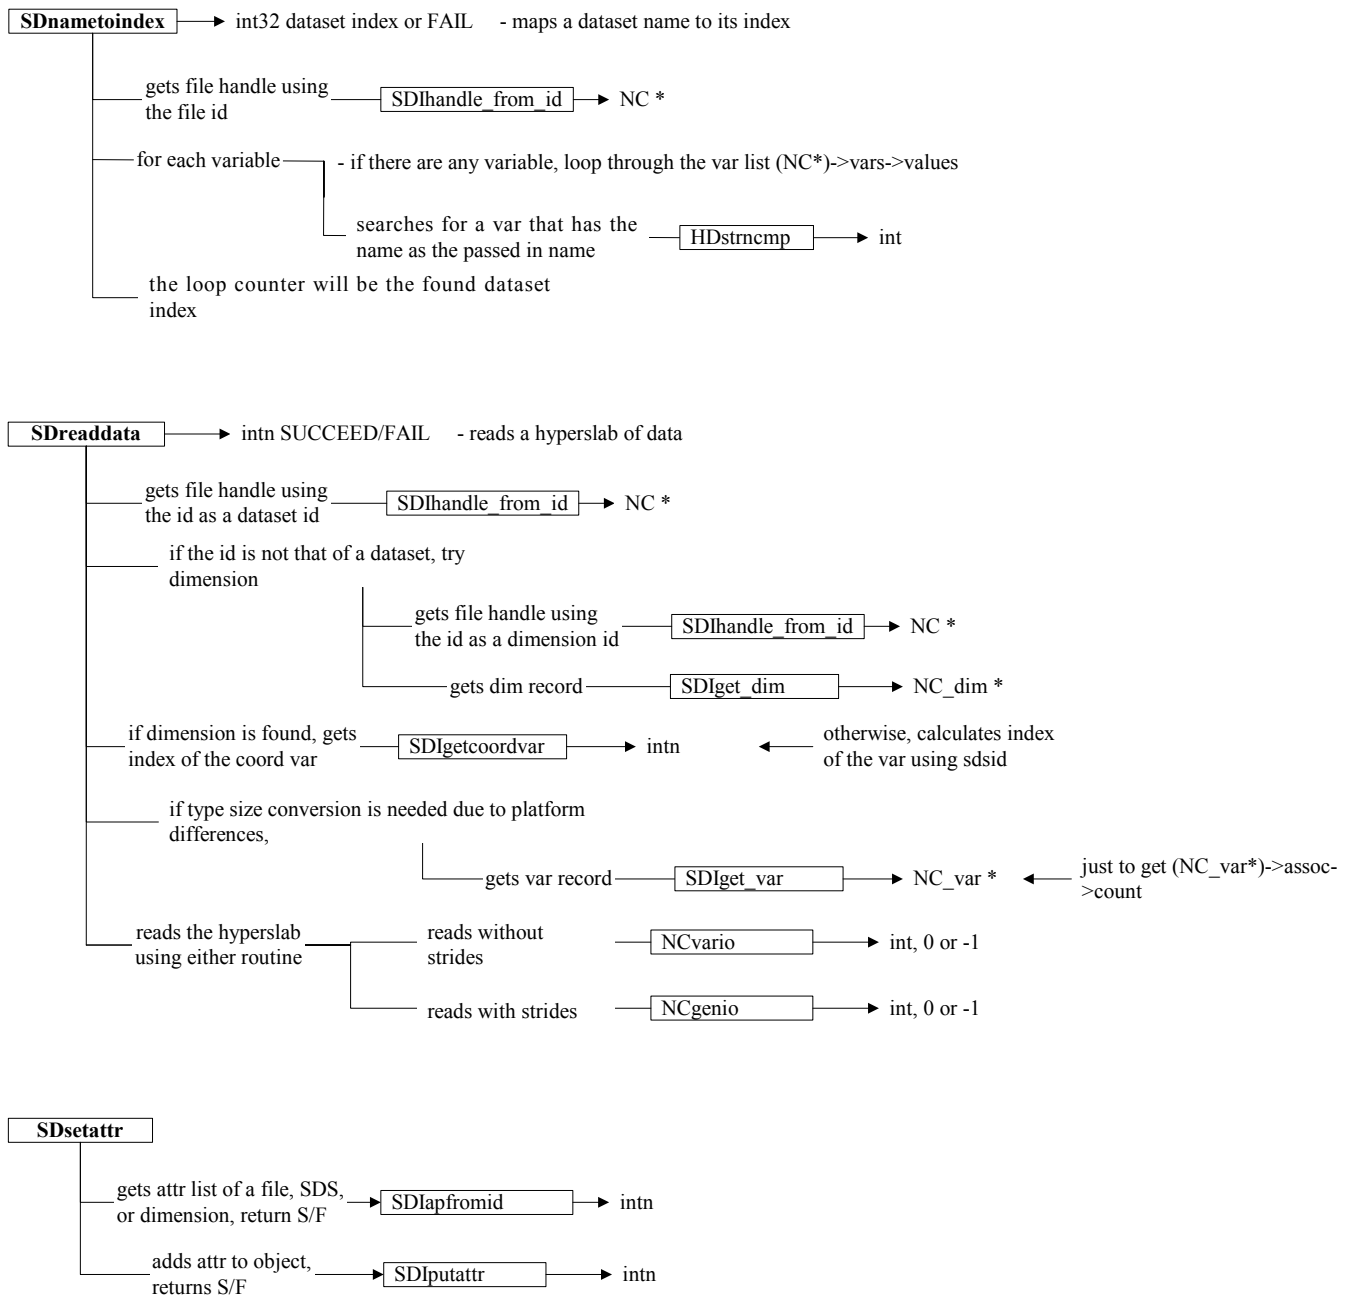 SDnametoindex int32 dataset index or FAIL - maps a dataset name to its index
gets file handle using
the file id
SDIhandle_from_id NC *
for each variable - if there are any variable, loop through the var list (NC*)->vars->values
searches for a var that has the
name as the passed in name
HDstrncmp int
the loop counter will be the found dataset
index
SDreaddata intn SUCCEED/FAIL - reads a hyperslab of data
gets file handle using
the id as a dataset id
SDIhandle_from_id NC *
if the id is not that of a dataset, try
dimension
gets file handle using
the id as a dimension id
SDIhandle_from_id NC *
gets dim record SDIget_dim NC_dim *
if dimension is found, gets
index of the coord var
SDIgetcoordvar intn
otherwise, calculates index
of the var using sdsid
if type size conversion is needed due to platform
differences,
gets var record SDIget_var NC_var *
just to get (NC_var*)->assoc-
>count
reads the hyperslab
using either routine
reads without
strides
NCvario int, 0 or -1
reads with strides NCgenio int, 0 or -1
SDsetattr
gets attr list of a file, SDS,
or dimension, return S/F
SDIapfromid intn
adds attr to object,
returns S/F
SDIputattr intn